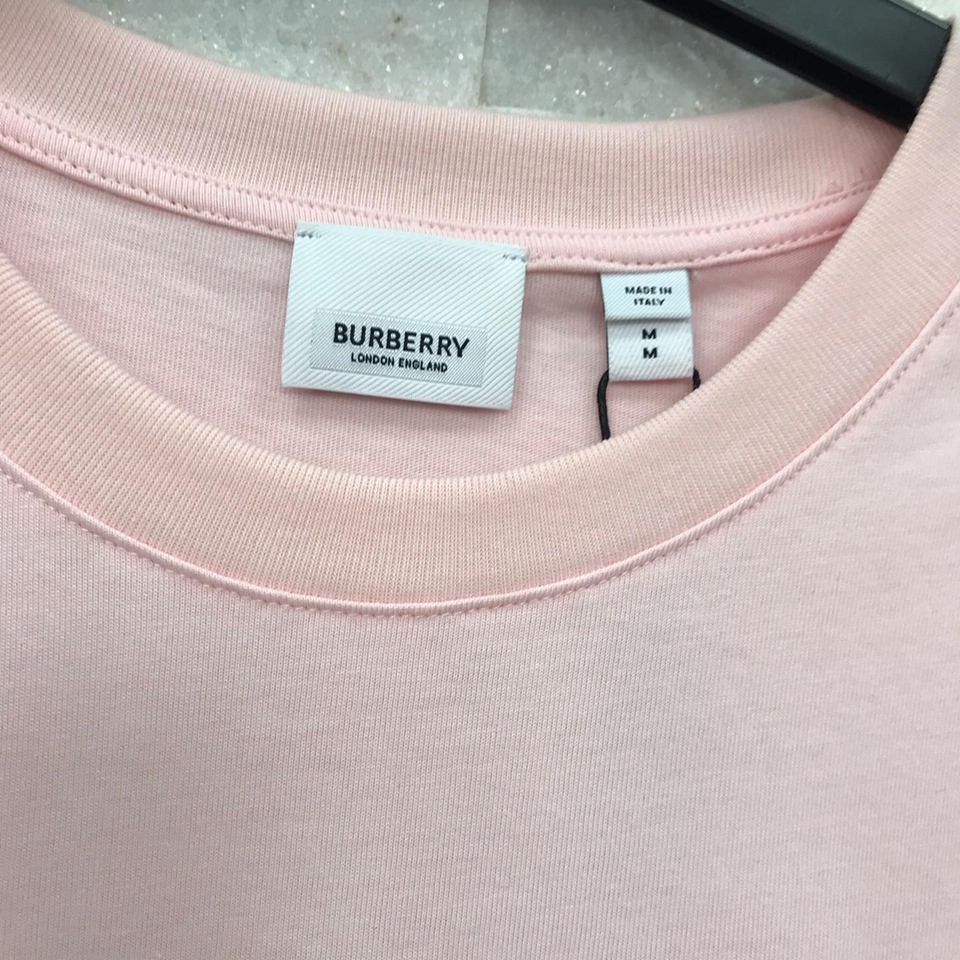 BURBERRY
LONDON ENGLAND
MADE IN
ITALY
M
M